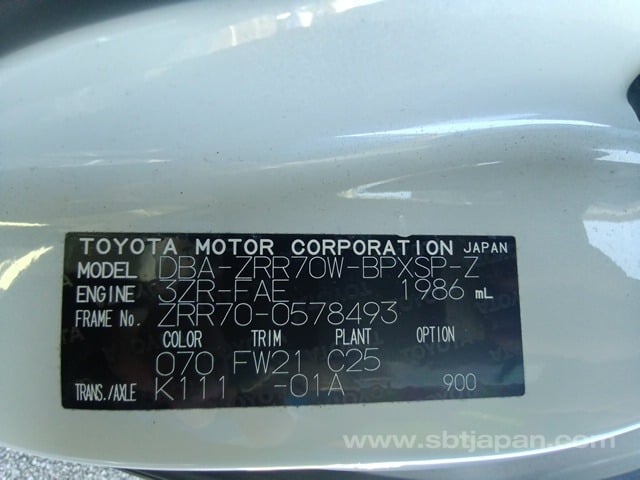 TOYOTA MOTOR CORPORATION JAPAN
MODEL DBA-ZRR70W-BPXSP-Z
ENGINE 3ZR-FAE 1986 mL
FRAME No. ZRR70-0578493
COLOR TRIM PLANT OPTION
070 FW21 C25
TRANS./AXLE K111 -01A 900
www.sbtjapan.com